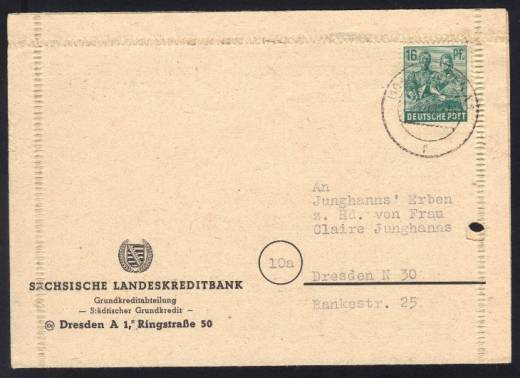 16 Pf.
DEUTSCHE POST
An
Junghanns' Erben
z. Hd. von Frau
Claire Junghanns
10a
Dresden N 30
Rankestr. 25
SÄCHSISCHE LANDESKREDITBANK
Grundkreditabteilung
— Städtischer Grundkredit —
Dresden A 1, Ringstraße 50